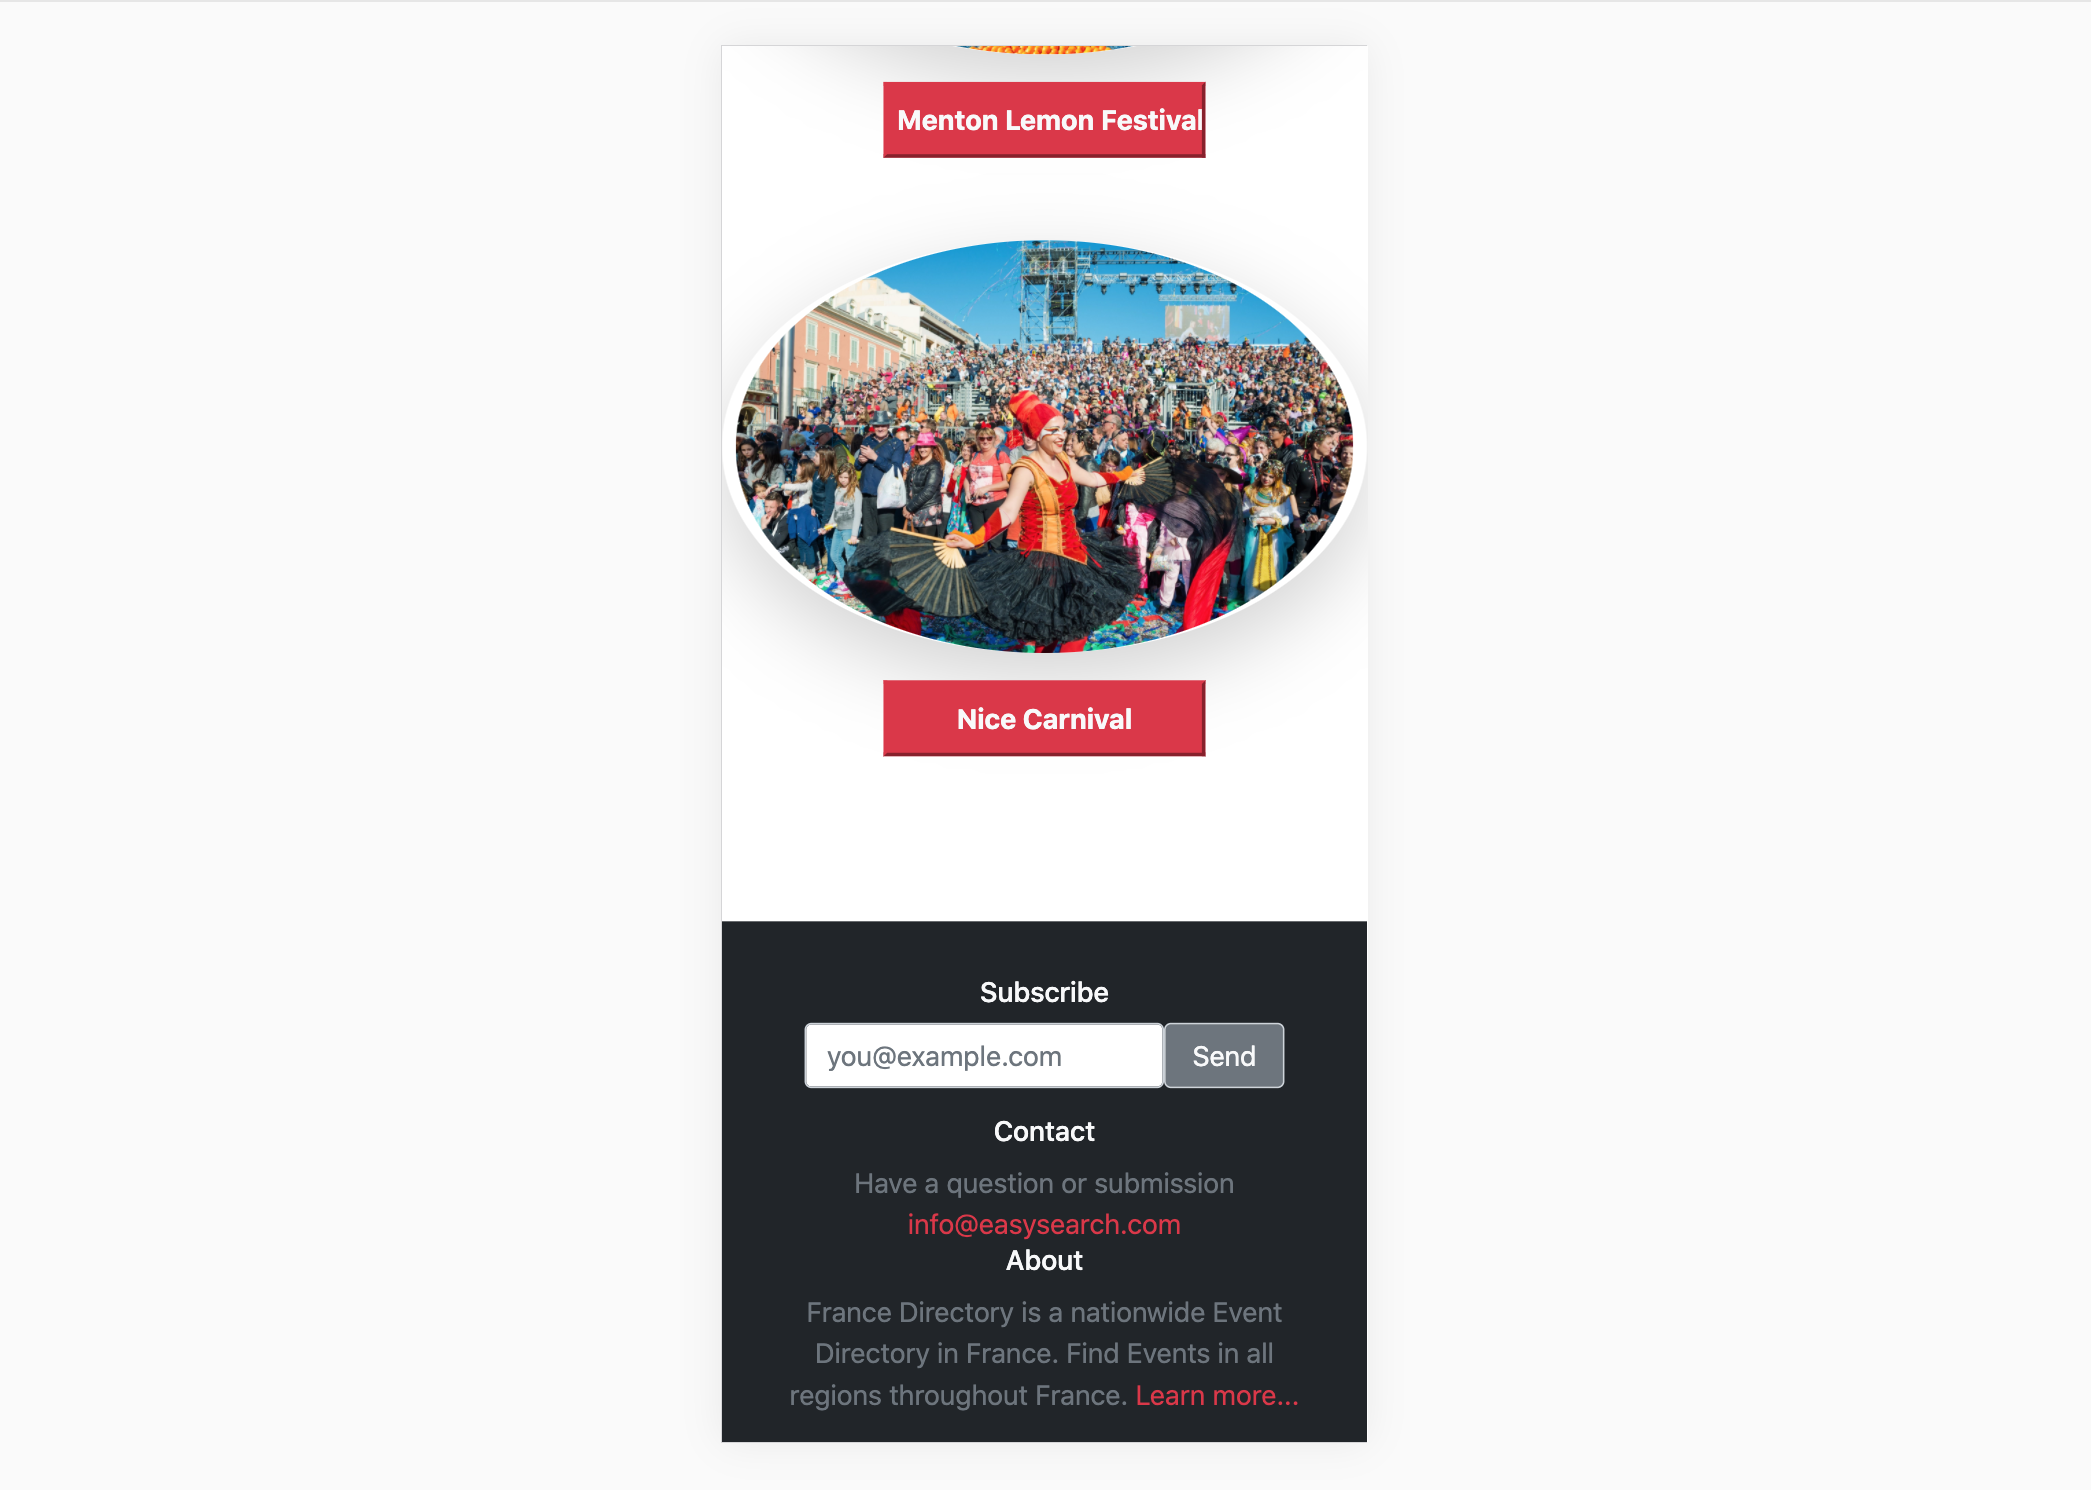 Menton Lemon Festival
Nice Carnival
Subscribe
you@example.com
Send
Contact
Have a question or submission
info@easysearch.com
About
France Directory is a nationwide Event
Directory in France. Find Events in all
regions throughout France. Learn more...